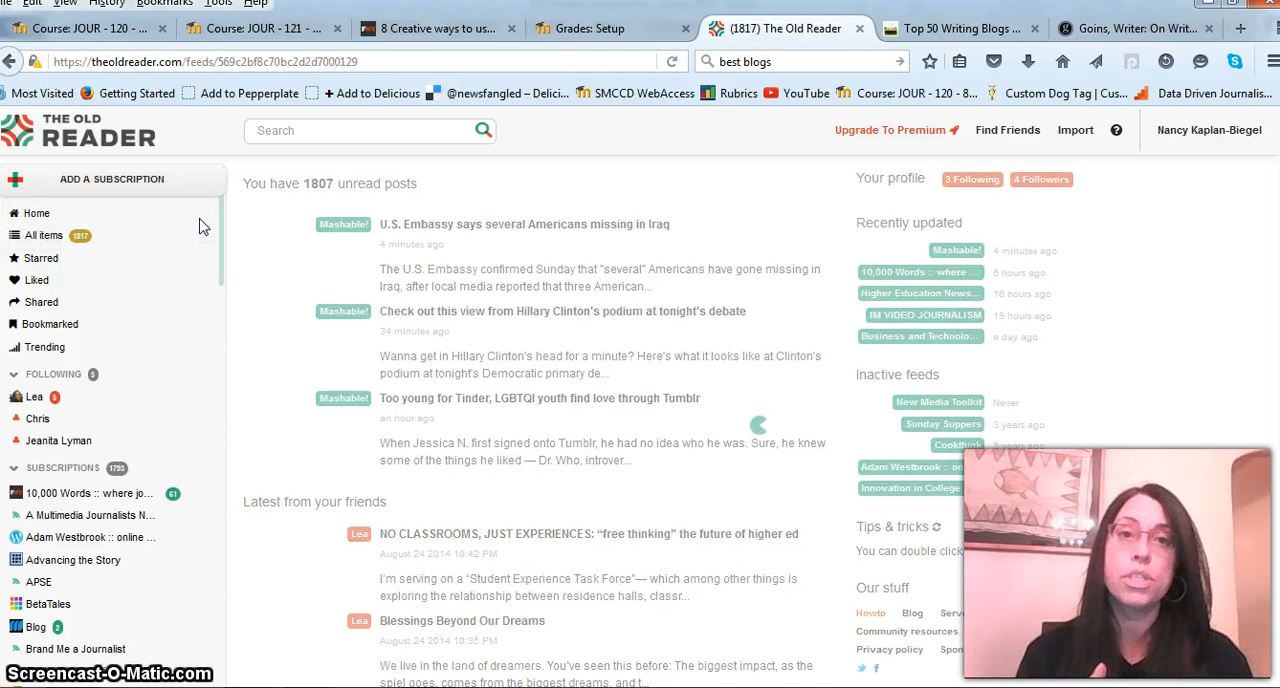 Edit View History Bookmarks Tools Help
Course: JOUR - 120 - ... × Course: JOUR - 121 - ... × 8 Creative ways to us... × Grades: Setup × (1817) The Old Reader × Top 50 Writing Blogs ... × Goins, Writer: On Writ... × +
https://theoldreader.com/feeds/569c2bf8c70bc2d2d7000129 best blogs
Most Visited Getting Started Add to Pepperplate + Add to Delicious @newsfangled – Delici... SMCCD WebAccess Rubrics YouTube Course: JOUR - 120 - 8... Custom Dog Tag | Cus... Data Driven Journalis...
THE OLD
READER
Search
Upgrade To Premium Find Friends Import ? Nancy Kaplan-Biegel
ADD A SUBSCRIPTION
Home
All items 1817
Starred
Liked
Shared
Bookmarked
Trending
FOLLOWING 5
Lea 5
Chris
Jeanita Lyman
SUBSCRIPTIONS 1793
10,000 Words :: where jo... 61
A Multimedia Journalists N...
Adam Westbrook :: online ...
Advancing the Story
APSE
BetaTales
Blog 2
Brand Me a Journalist
You have 1807 unread posts
Mashable! U.S. Embassy says several Americans missing in Iraq
4 minutes ago
The U.S. Embassy confirmed Sunday that "several" Americans have gone missing in
Iraq, after local media reported that three American...
Mashable! Check out this view from Hillary Clinton's podium at tonight's debate
34 minutes ago
Wanna get in Hillary Clinton's head for a minute? Here's what it looks like at Clinton's
podium at tonight's Democratic primary de...
Mashable! Too young for Tinder, LGBTQI youth find love through Tumblr
an hour ago
When Jessica N. first signed onto Tumblr, he had no idea who he was. Sure, he knew
some of the things he liked — Dr. Who, introver...
Latest from your friends
Lea NO CLASSROOMS, JUST EXPERIENCES: “free thinking” the future of higher ed
August 24 2014 10:42 PM
I'm serving on a “Student Experience Task Force”— which among other things is
exploring the relationship between residence halls, classr...
Lea Blessings Beyond Our Dreams
August 24 2014 10:35 PM
We live in the land of dreamers. You've seen this before: The biggest impact, as the
spiel goes, comes from the biggest dreams, and t...
Your profile 3 Following 4 Followers
Recently updated
Mashable! 4 minutes ago
10,000 Words :: where ... 6 hours ago
Higher Education News... 16 hours ago
IM VIDEO JOURNALISM 19 hours ago
Business and Technolo... a day ago
Inactive feeds
New Media Toolkit Never
Sunday Suppers 3 years ago
Cookthink 3 years ago
Adam Westbrook :: on
Innovation in College
Tips & tricks
You can double click
Our stuff
Howto Blog
Community resources
Privacy policy
Screencast-O-Matic.com